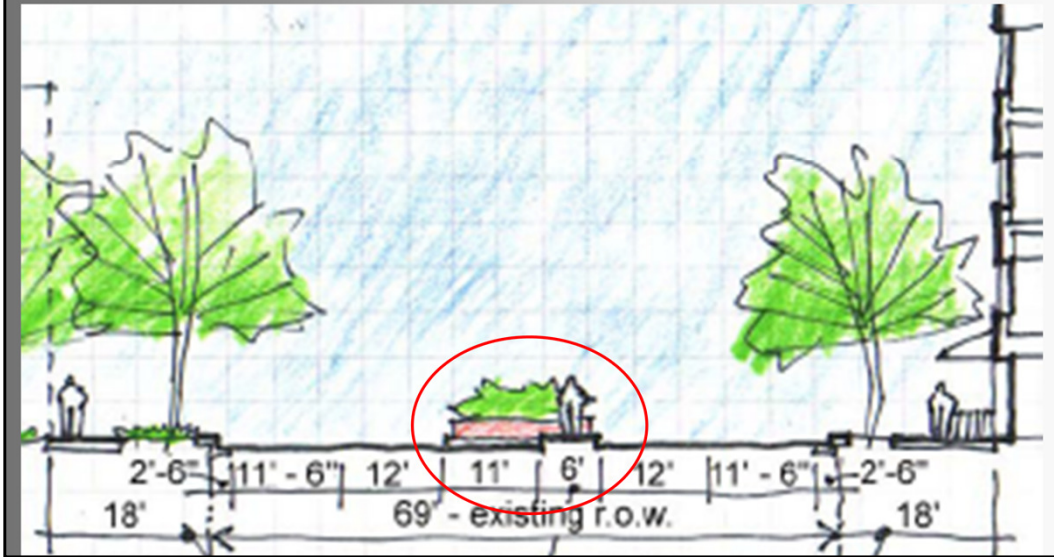 2'-6" 11' - 6" 12' 11' 6' 12' 11' - 6" 2'-6"
18' 69' - existing r.o.w. 18'